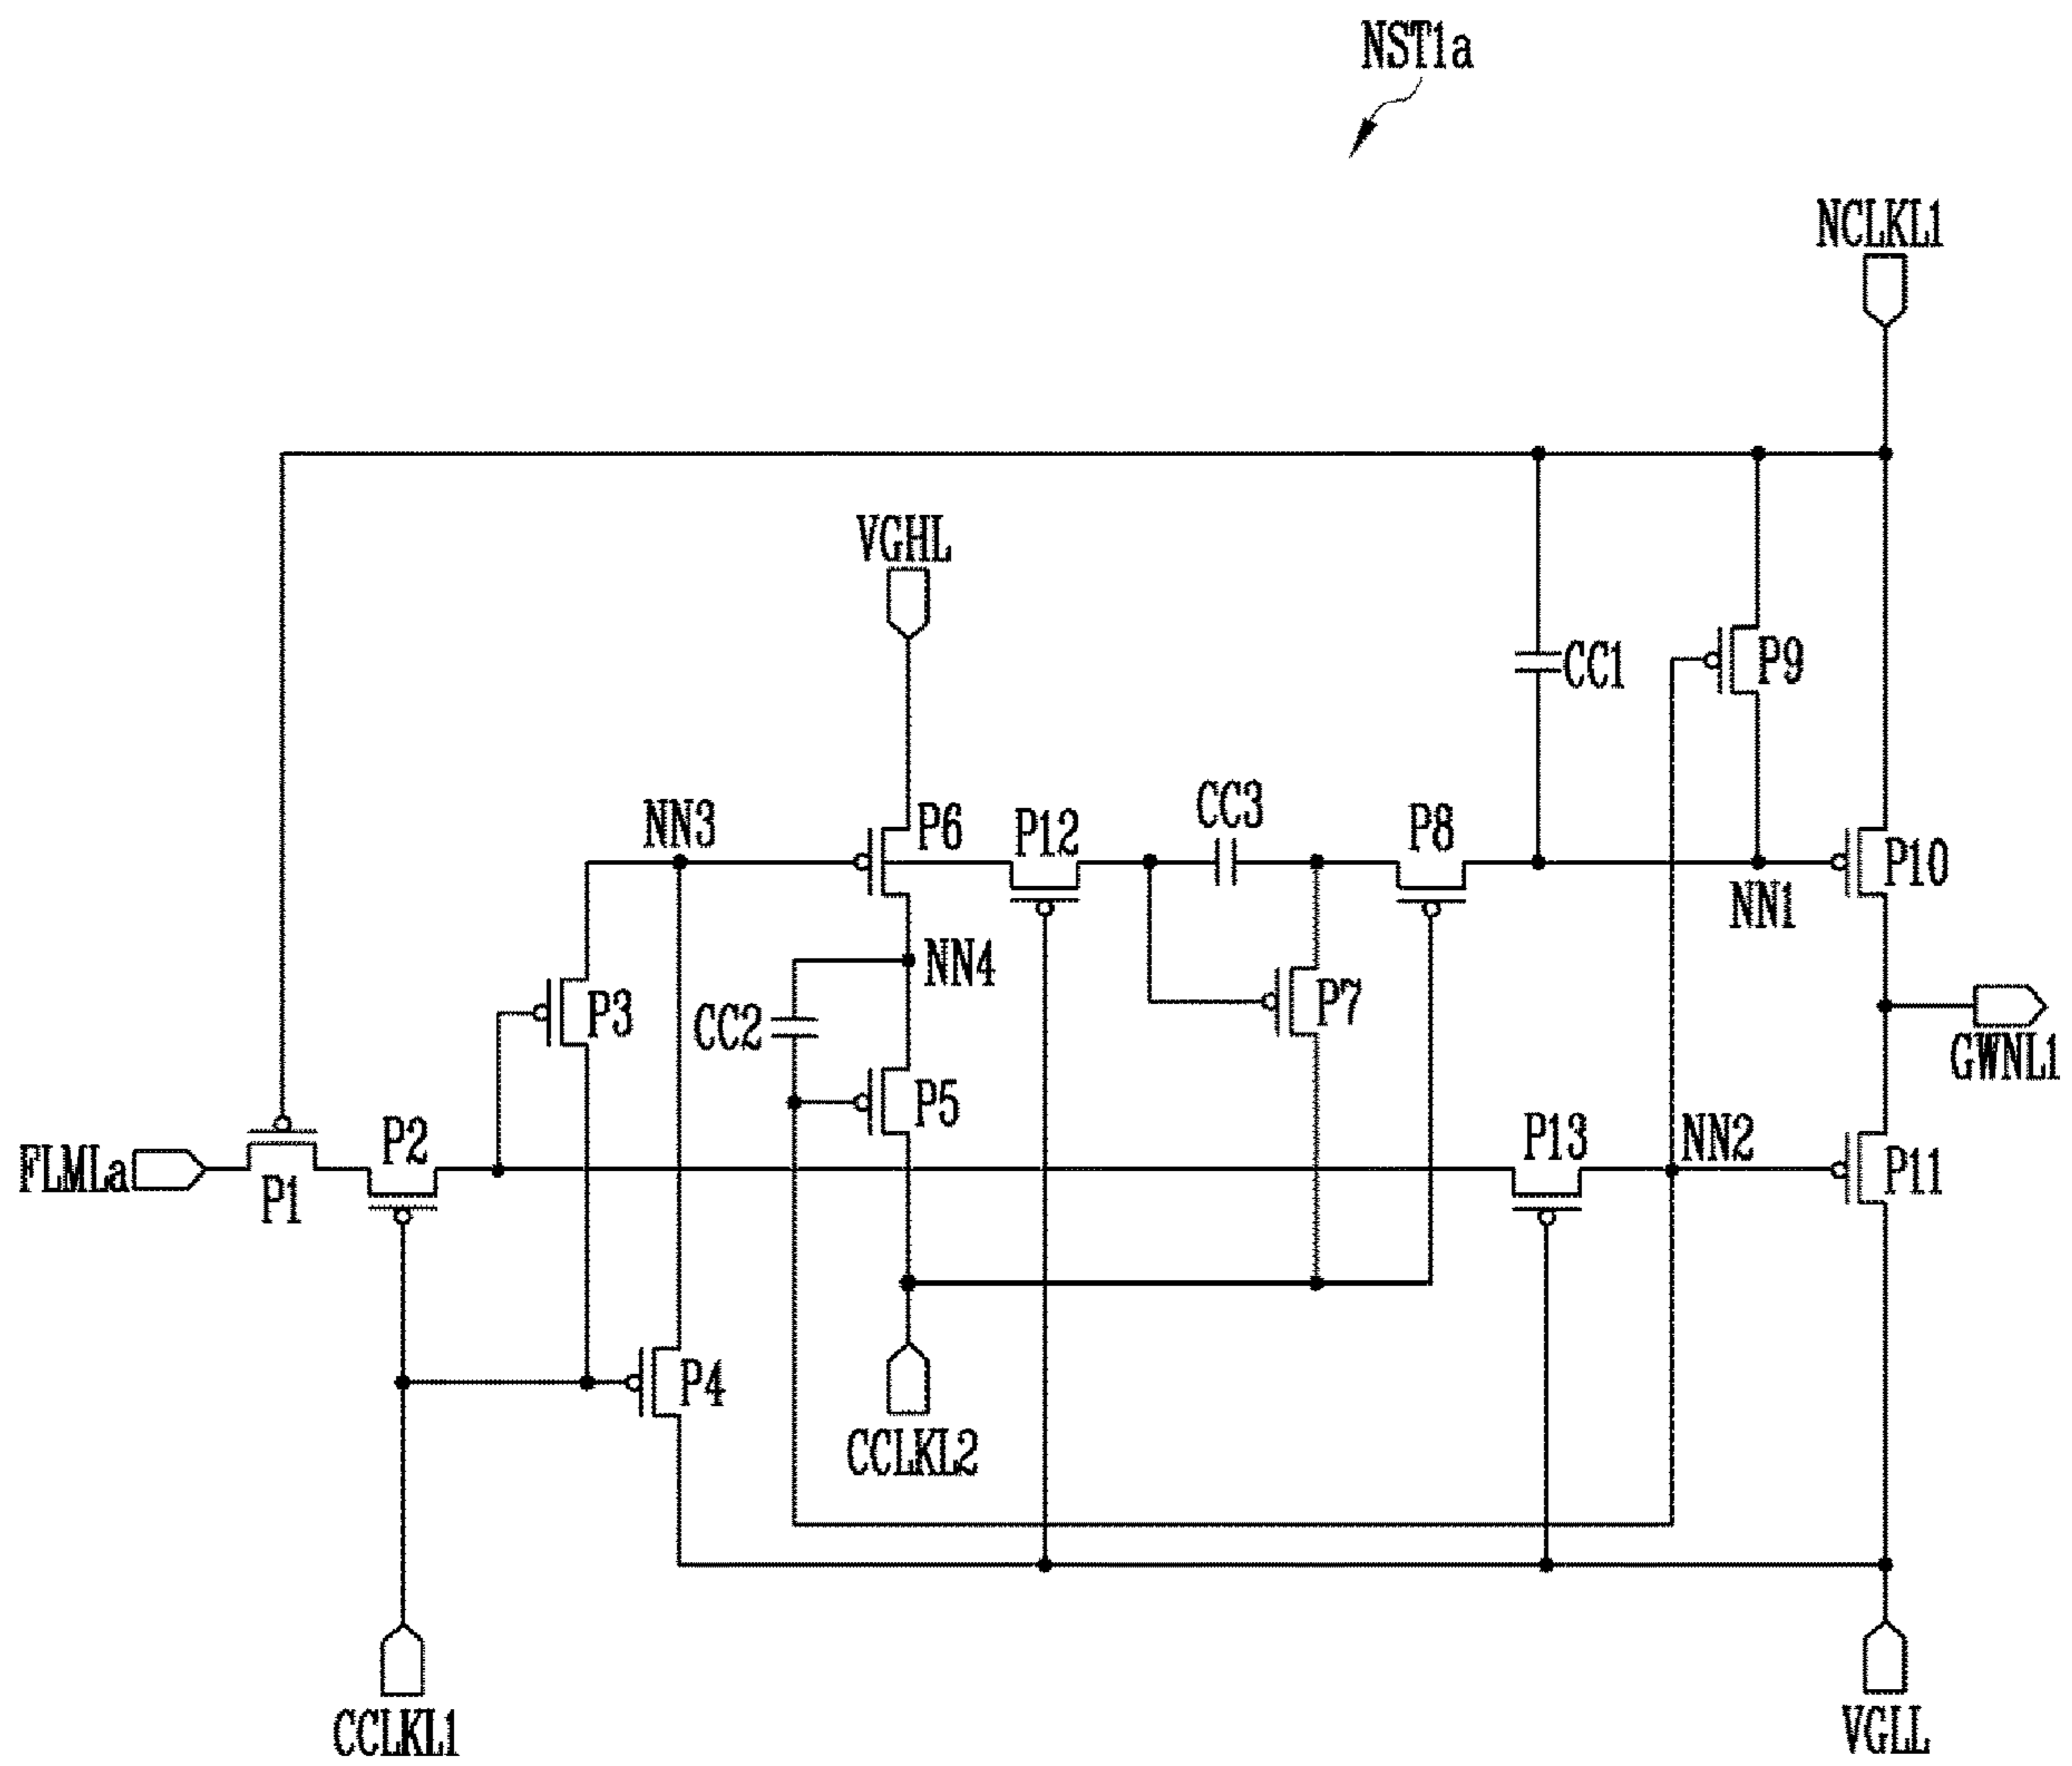 NST1a
NCLKL1
VGHL
CC1
P9
NN3
P6
P12
CC3
P8
P10
NN1
NN4
P3
CC2
P7
GWNL1
P5
P2
P13
NN2
FLMLa
P1
P11
P4
CCLKL2
CCLKL1
VGLL